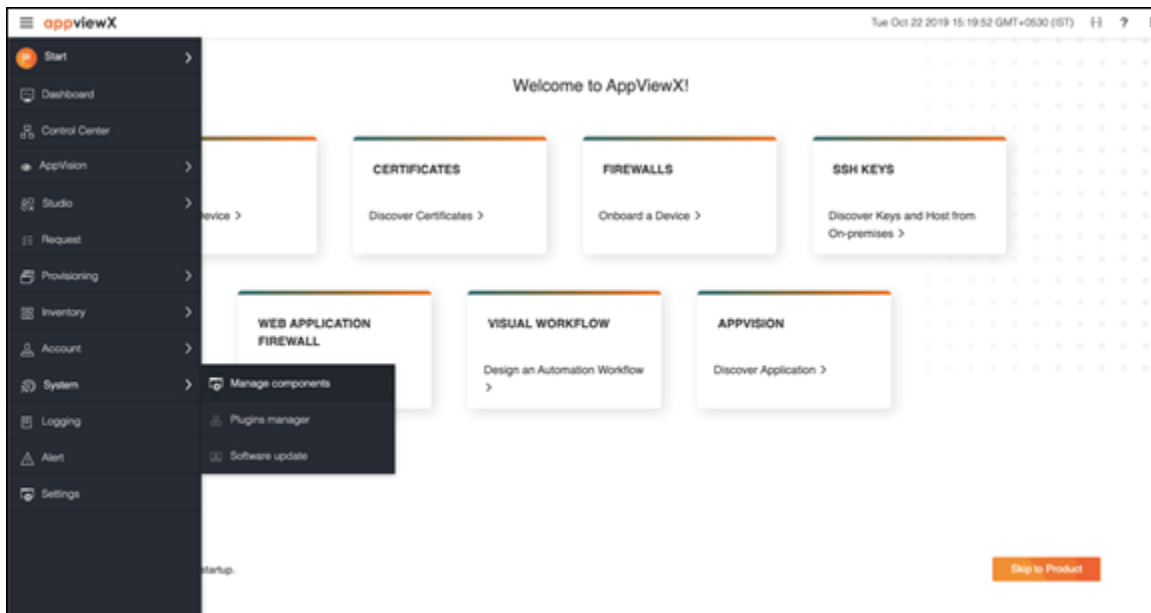 appviewX
Tue Oct 22 2019 15:19:52 GMT+0530 (IST) ?
Start
Dashboard
Control Center
AppVision
Studio
Request
Provisioning
Inventory
Account
System
Logging
Alert
Settings
Manage components
Plugins manager
Software update
Welcome to AppViewX!
evice >
CERTIFICATES
Discover Certificates >
FIREWALLS
Onboard a Device >
SSH KEYS
Discover Keys and Host from
On-premises >
WEB APPLICATION
FIREWALL
VISUAL WORKFLOW
Design an Automation Workflow
>
APPVISION
Discover Application >
startup.
Skip to Product